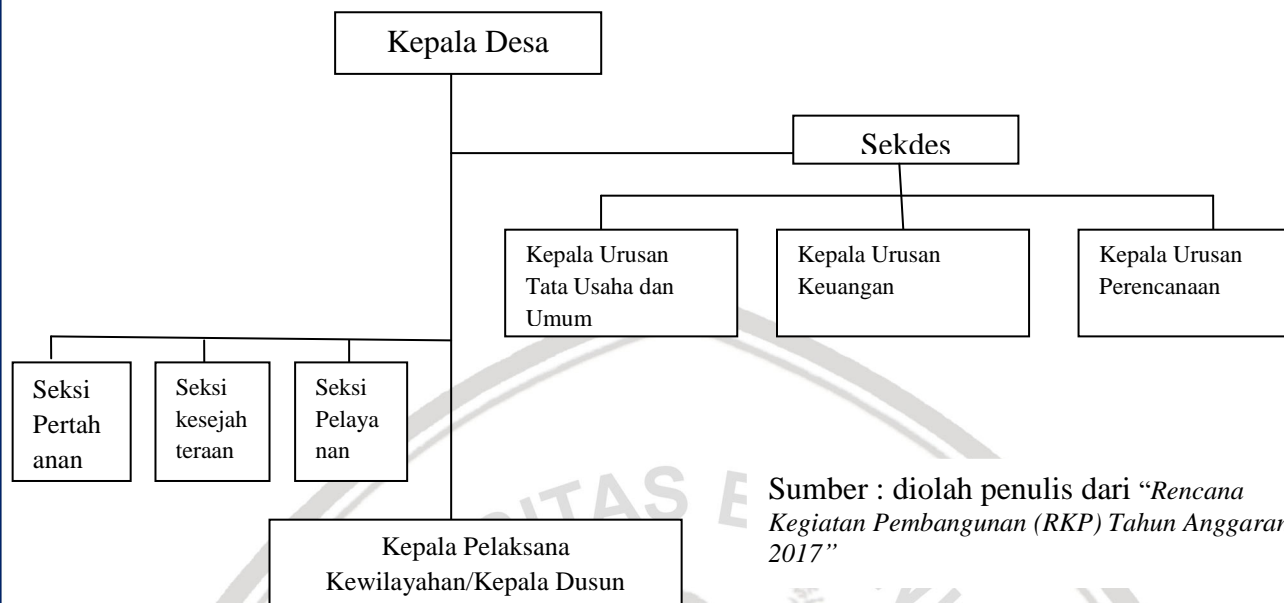 Kepala Desa
Sekdes
Kepala Urusan
Tata Usaha dan
Umum
Kepala Urusan
Keuangan
Kepala Urusan
Perencanaan
Seksi
Pertah
anan
Seksi
kesejah
teraan
Seksi
Pelaya
nan
ITAS B
Sumber : diolah penulis dari “Rencana
Kegiatan Pembangunan (RKP) Tahun Anggaran
2017”
Kepala Pelaksana
Kewilayahan/Kepala Dusun